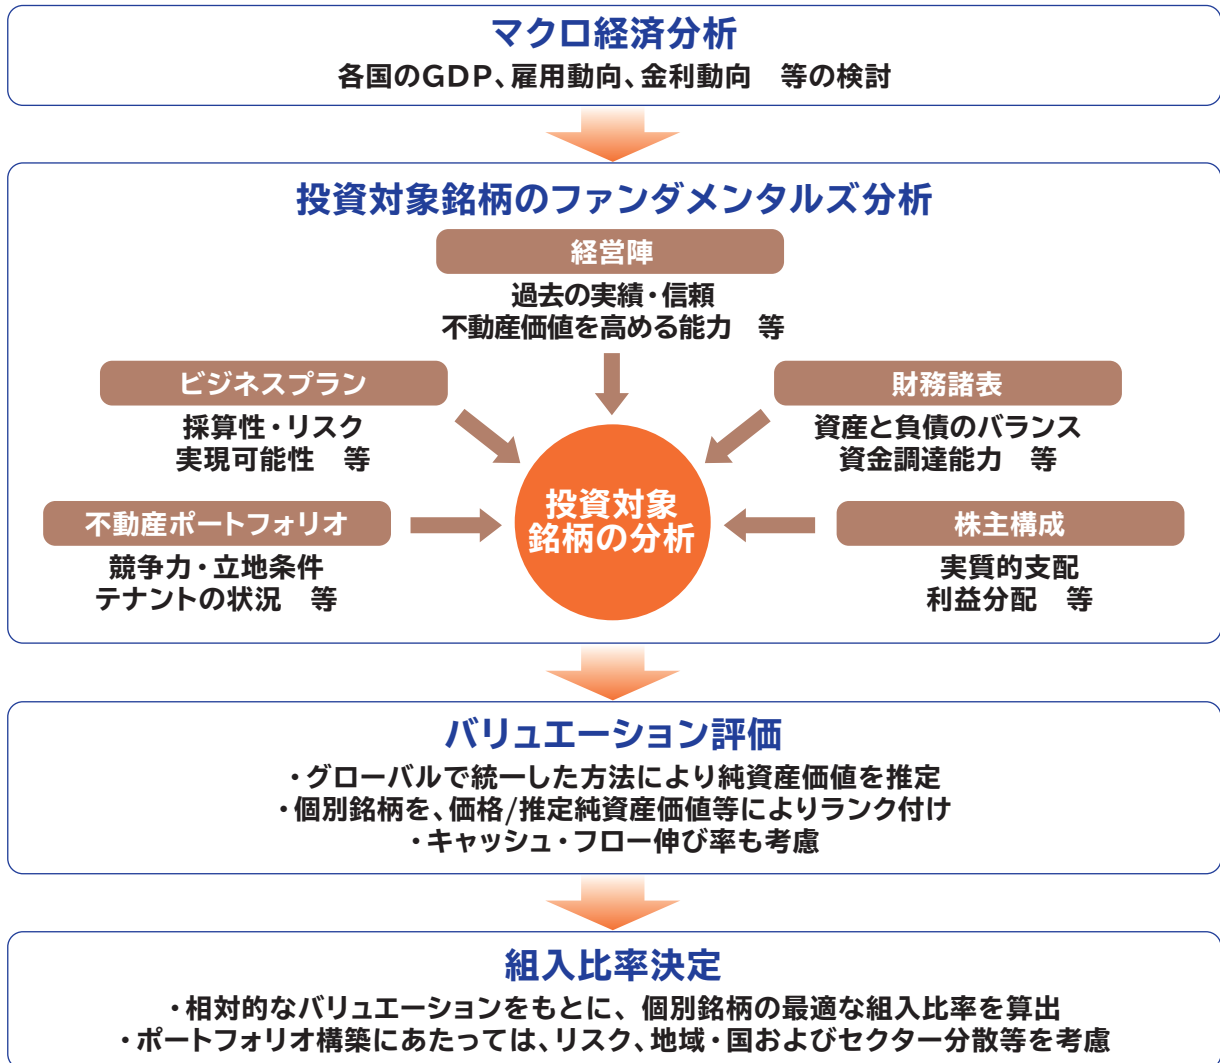 マクロ経済分析
各国のGDP、雇用動向、金利動向　等の検討
投資対象銘柄のファンダメンタルズ分析
経営陣
過去の実績・信頼
不動産価値を高める能力　等
ビジネスプラン
採算性・リスク
実現可能性　等
財務諸表
資産と負債のバランス
資金調達能力　等
不動産ポートフォリオ
競争力・立地条件
テナントの状況　等
投資対象
銘柄の分析
株主構成
実質的支配
利益分配　等
バリュエーション評価
・グローバルで統一した方法により純資産価値を推定
・個別銘柄を、価格/推定純資産価値等によりランク付け
・キャッシュ・フロー伸び率も考慮
組入比率決定
・相対的なバリュエーションをもとに、個別銘柄の最適な組入比率を算出
・ポートフォリオ構築にあたっては、リスク、地域・国およびセクター分散等を考慮